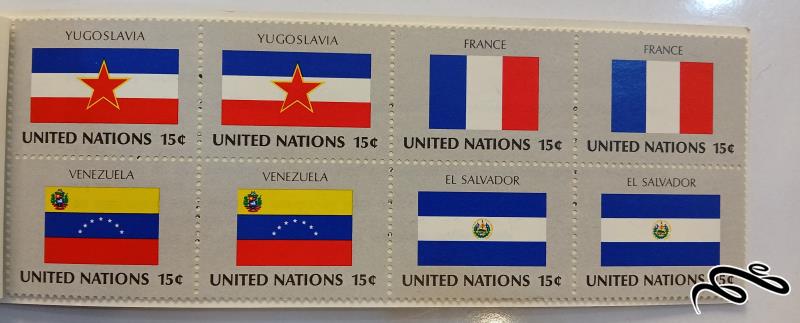 YUGOSLAVIA YUGOSLAVIA FRANCE FRANCE
UNITED NATIONS 15¢ UNITED NATIONS 15¢ UNITED NATIONS 15¢ UNITED NATIONS 15¢
VENEZUELA VENEZUELA EL SALVADOR EL SALVADOR
UNITED NATIONS 15¢ UNITED NATIONS 15¢ UNITED NATIONS 15¢ UNITED NATIONS 15¢